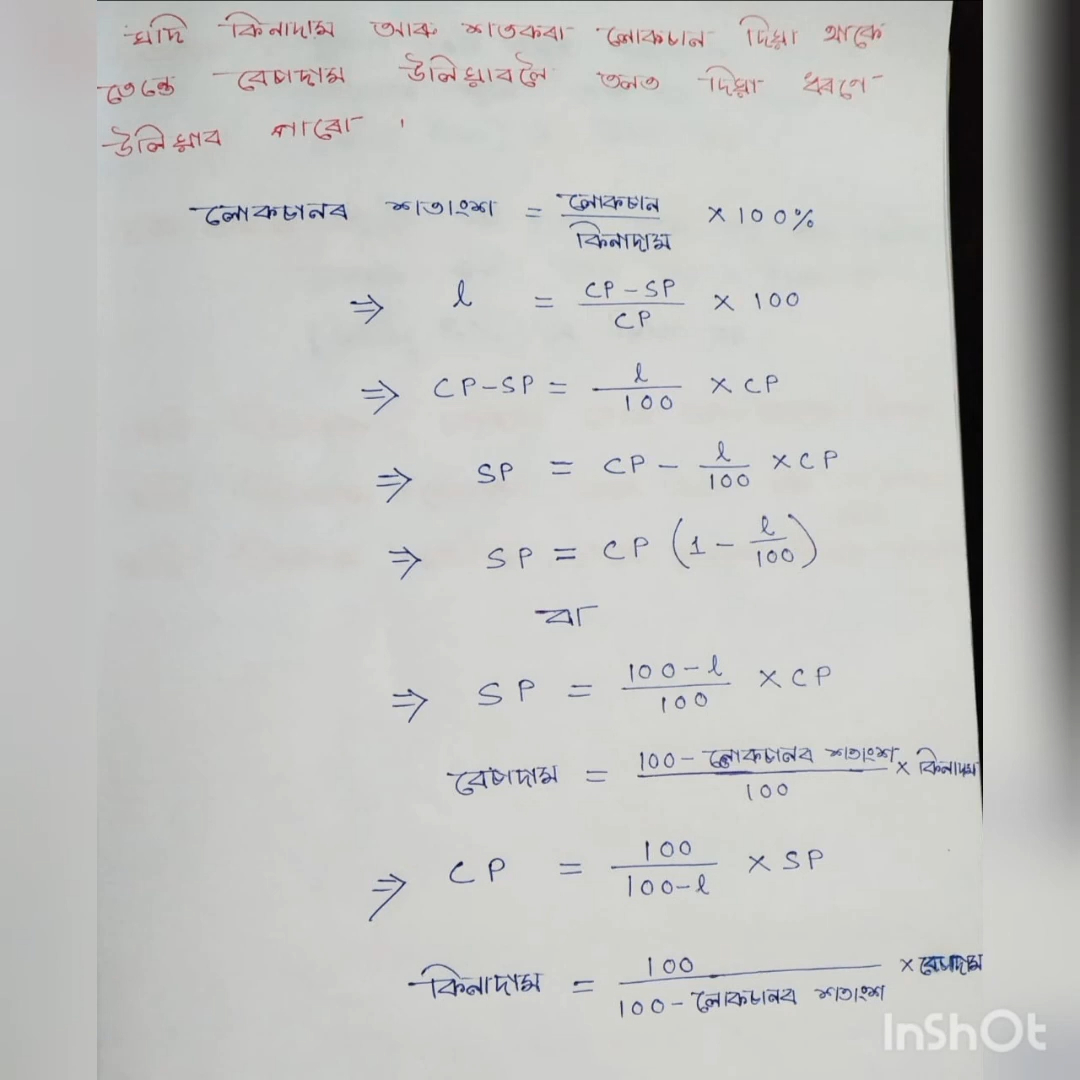 যদি কিনাদাম আৰু শতকৰা লোকচান দিয়া থাকে
তেন্তে বেচাদাম উলিয়াবলৈ তলত দিয়া ধৰণে
উলিয়াব পাৰো ।
লোকচানৰ শতাংশ = লোকচান / কিনাদাম × 100%
⇒ l = CP-SP / CP × 100
⇒ CP-SP = l / 100 × CP
⇒ SP = CP - l / 100 × CP
⇒ SP = CP (1 - l / 100)
বা
⇒ SP = 100-l / 100 × CP
বেচাদাম = 100 - লোকচানৰ শতাংশ / 100 × কিনাদাম
⇒ CP = 100 / 100-l × SP
কিনাদাম = 100 / 100 - লোকচানৰ শতাংশ × বেচাদাম
InShOt